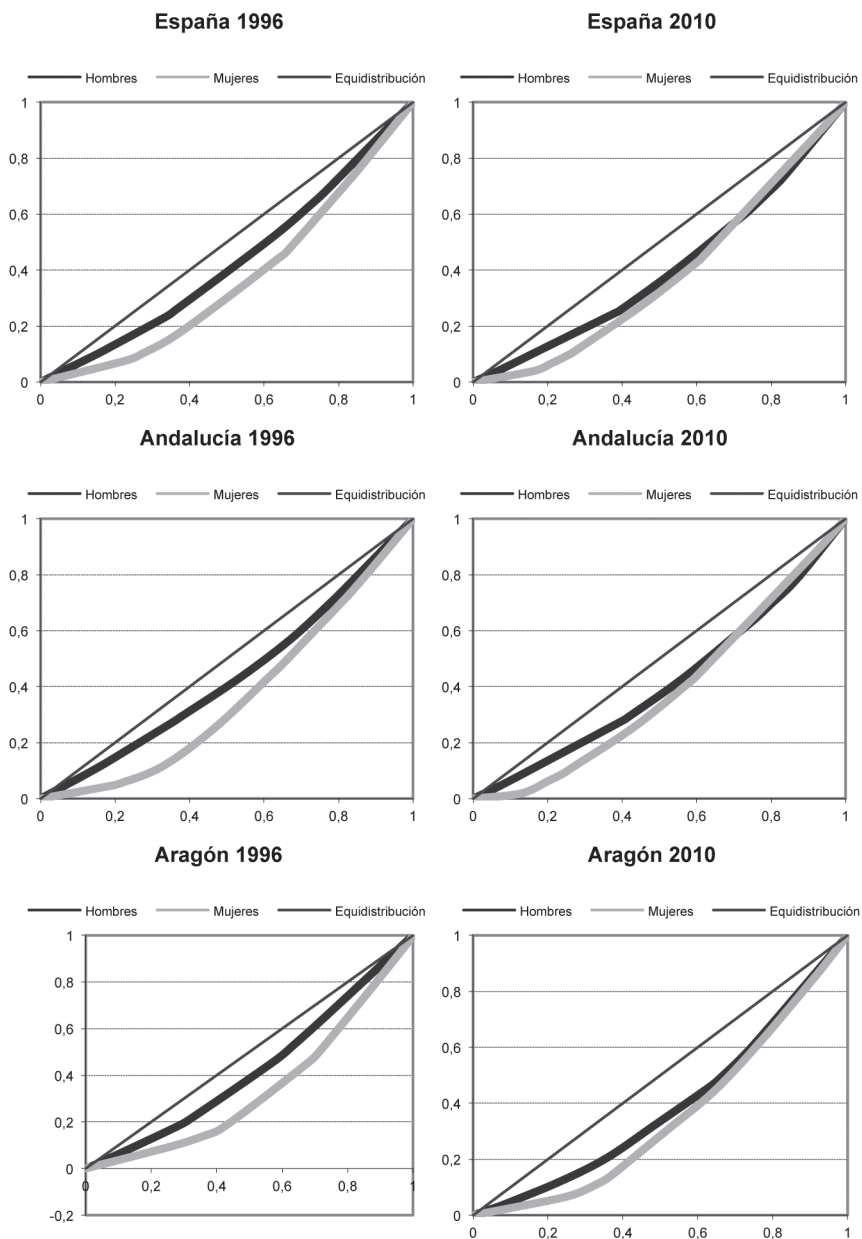 España 1996
Hombres Mujeres Equidistribución
1
0,8
0,6
0,4
0,2
0
0 0,2 0,4 0,6 0,8 1
España 2010
Hombres Mujeres Equidistribución
1
0,8
0,6
0,4
0,2
0
0 0,2 0,4 0,6 0,8 1
Andalucía 1996
Hombres Mujeres Equidistribución
1
0,8
0,6
0,4
0,2
0
0 0,2 0,4 0,6 0,8 1
Andalucía 2010
Hombres Mujeres Equidistribución
1
0,8
0,6
0,4
0,2
0
0 0,2 0,4 0,6 0,8 1
Aragón 1996
Hombres Mujeres Equidistribución
1
0,8
0,6
0,4
0,2
0
-0,2
0 0,2 0,4 0,6 0,8 1
Aragón 2010
Hombres Mujeres Equidistribución
1
0,8
0,6
0,4
0,2
0
0 0,2 0,4 0,6 0,8 1